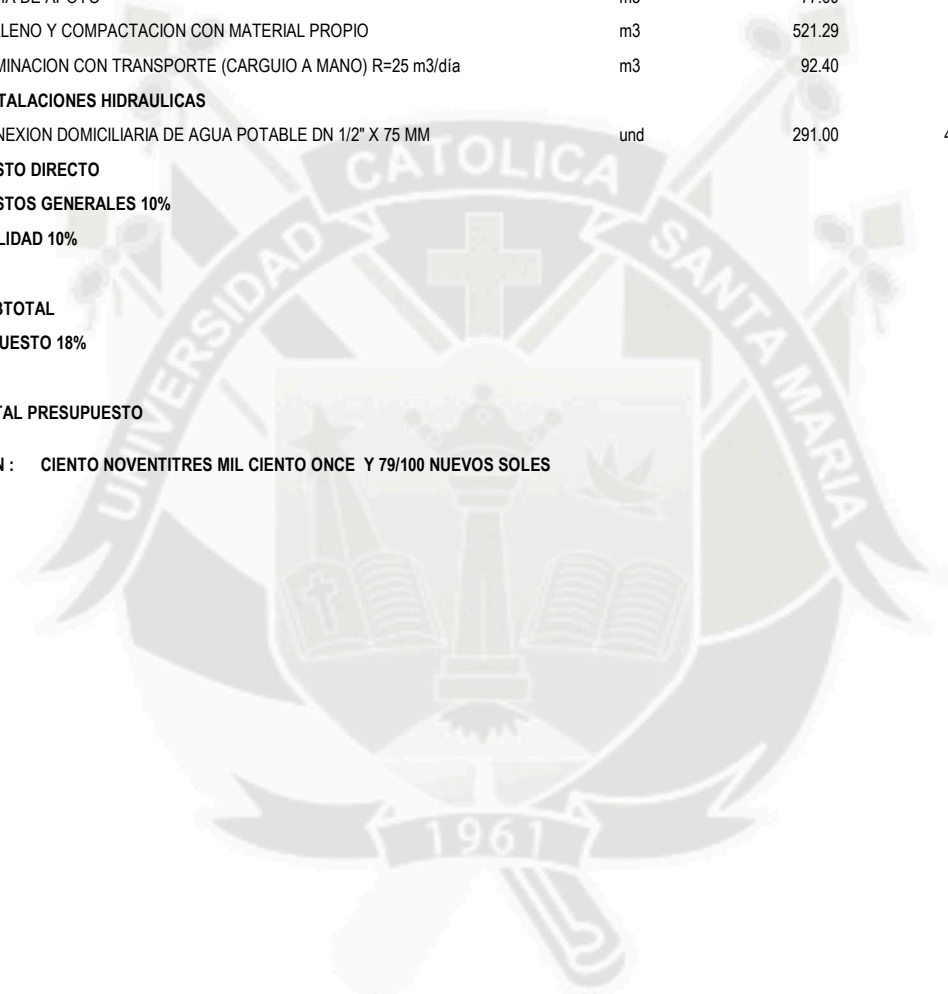 m3
LLENO Y COMPACTACION CON MATERIAL PROPIO m3 521.29
MINACION CON TRANSPORTE (CARGUIO A MANO) R=25 m3/día m3 92.40
TALACIONES HIDRAULICAS
NEXION DOMICILIARIA DE AGUA POTABLE DN 1/2" X 75 MM und 291.00 4
STO DIRECTO
STOS GENERALES 10%
LIDAD 10%
BTOTAL
UESTO 18%
TAL PRESUPUESTO
N : CIENTO NOVENTITRES MIL CIENTO ONCE Y 79/100 NUEVOS SOLES
UNIVERSIDAD CATOLICA SANTA MARIA
1961